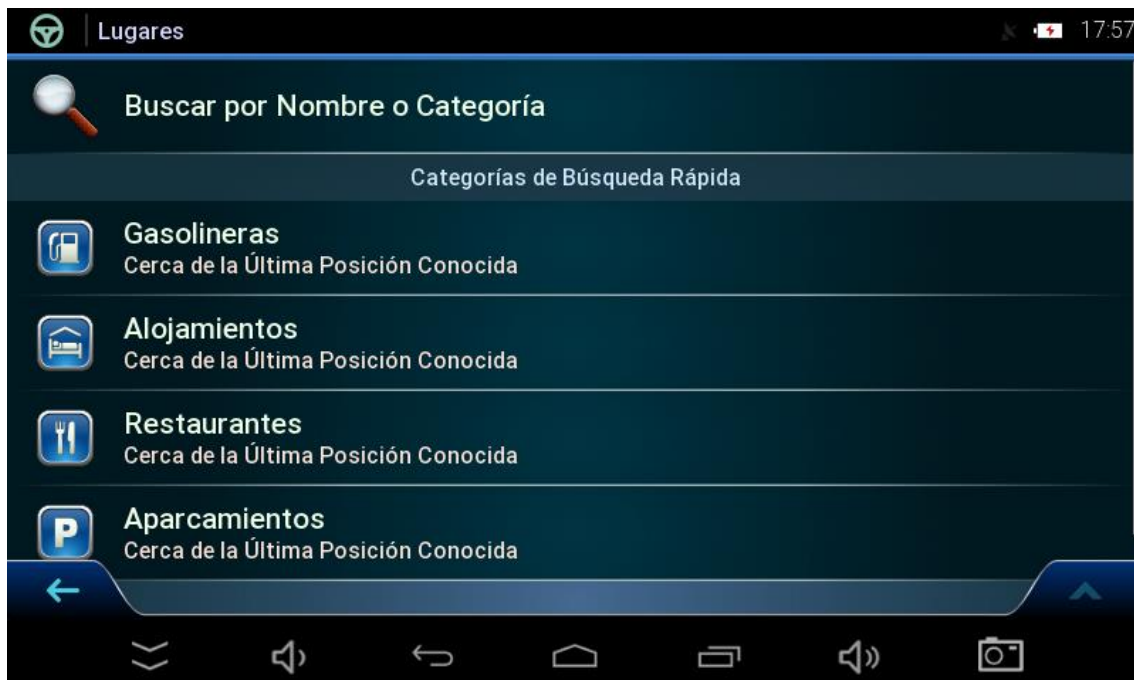 Lugares
17:57
Buscar por Nombre o Categoría
Categorías de Búsqueda Rápida
Gasolineras
Cerca de la Última Posición Conocida
Alojamientos
Cerca de la Última Posición Conocida
Restaurantes
Cerca de la Última Posición Conocida
P
Aparcamientos
Cerca de la Última Posición Conocida